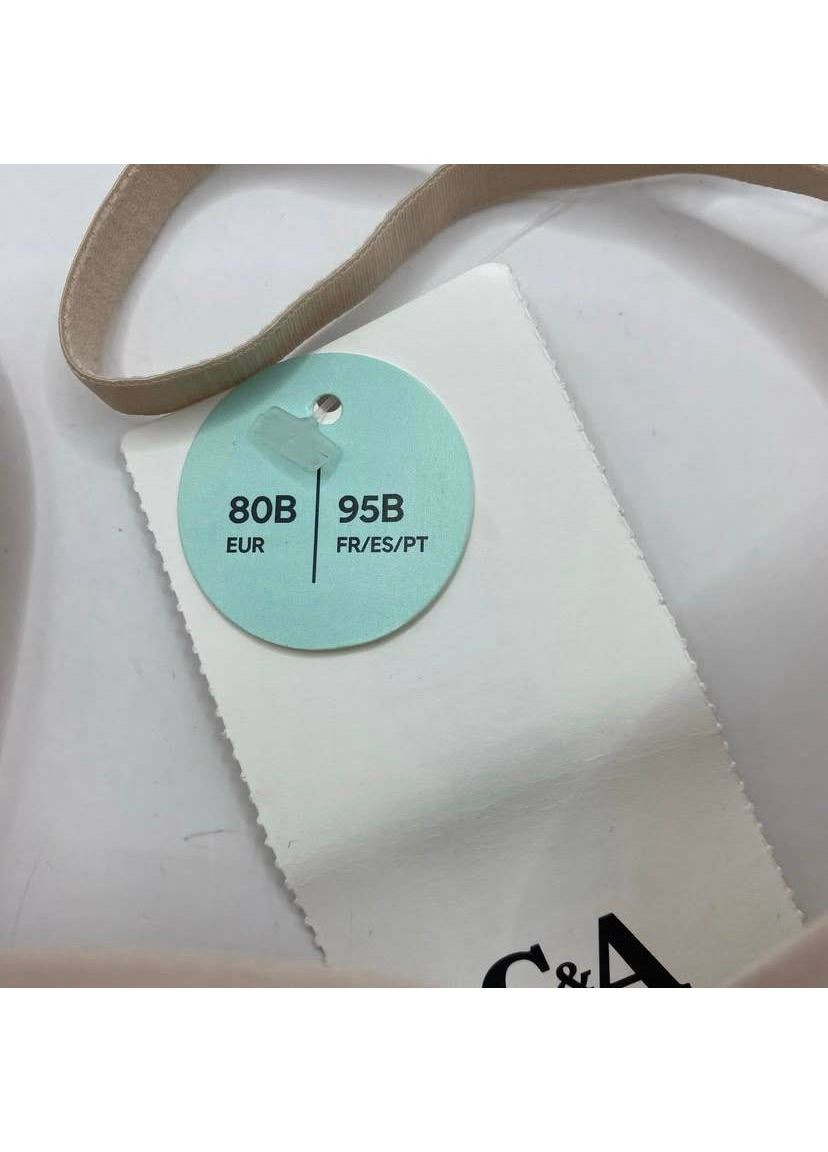 80B 95B
EUR FR/ES/PT
C&A